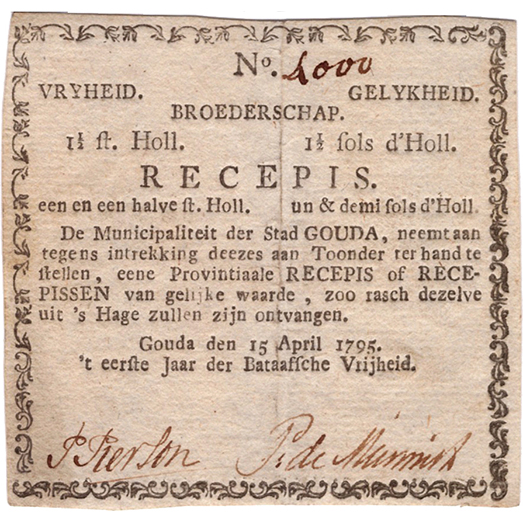 No. 4000
VRYHEID. GELYKHEID.
BROEDERSCHAP.
1½ ſt. Holl. 1½ ſols d'Holl.
RECEPIS.
een en een halve ſt. Holl. un & demi ſols d'Holl.
De Municipaliteit der Stad GOUDA, neemt aan
tegens intrekking deezes aan Toonder ter hand te
ſtellen, eene Provintiaale RECEPIS of RECE-
PISSEN van gelijke waarde, zoo rasch dezelve
uit 's Hage zullen zijn ontvangen.
Gouda den 15 April 1795.
't eerſte Jaar der Bataafſche Vrijheid.
P. de